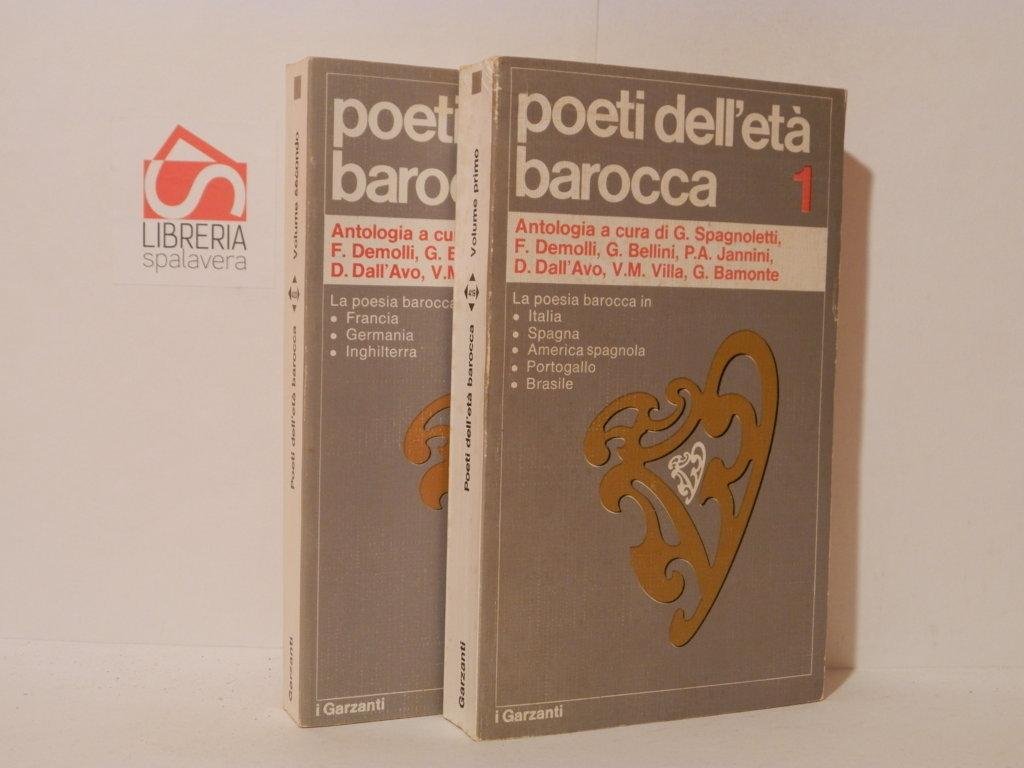 LIBRERIA
spalavera
Volume secondo
Poeti dell'età barocca
Garzanti
poeti
baroc
Antologia a cu
F. Demolli, G. B
D. Dall'Avo, V.M
La poesia barocca
• Francia
• Germania
• Inghilterra
i Garzanti
Volume primo
Poeti dell'età barocca
Garzanti
poeti dell'età
barocca 1
Antologia a cura di G. Spagnoletti,
F. Demolli, G. Bellini, P.A. Jannini,
D. Dall'Avo, V.M. Villa, G. Bamonte
La poesia barocca in
• Italia
• Spagna
• America spagnola
• Portogallo
• Brasile
i Garzanti